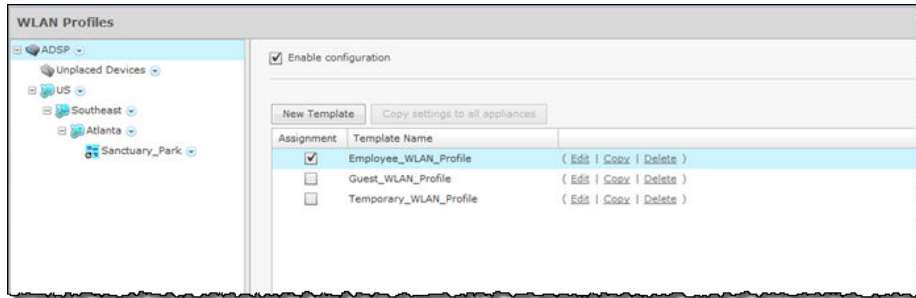 WLAN Profiles
ADSP
Unplaced Devices
US
Southeast
Atlanta
Sanctuary_Park
Enable configuration
New Template
Copy settings to all appliances
Assignment Template Name
Employee_WLAN_Profile ( Edit | Copy | Delete )
Guest_WLAN_Profile ( Edit | Copy | Delete )
Temporary_WLAN_Profile ( Edit | Copy | Delete )